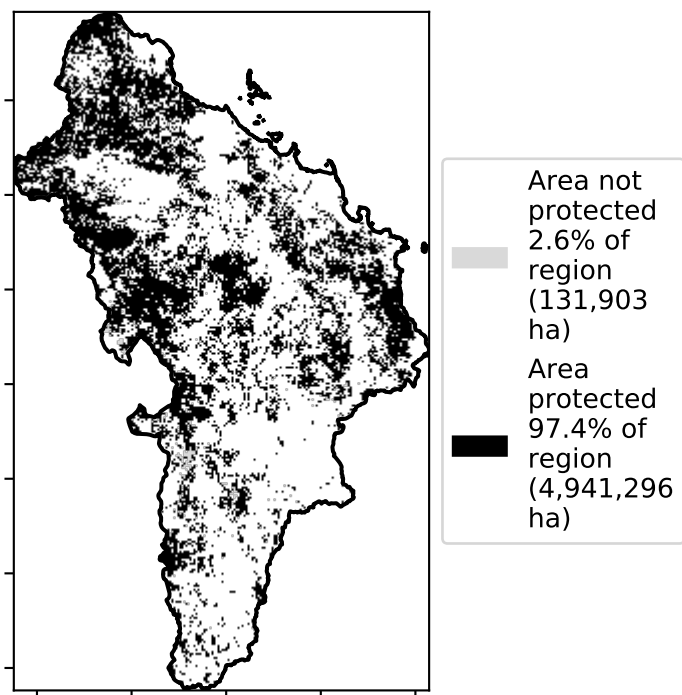 Area not
protected
2.6% of
region
(131,903
ha)
Area
protected
97.4% of
region
(4,941,296
ha)